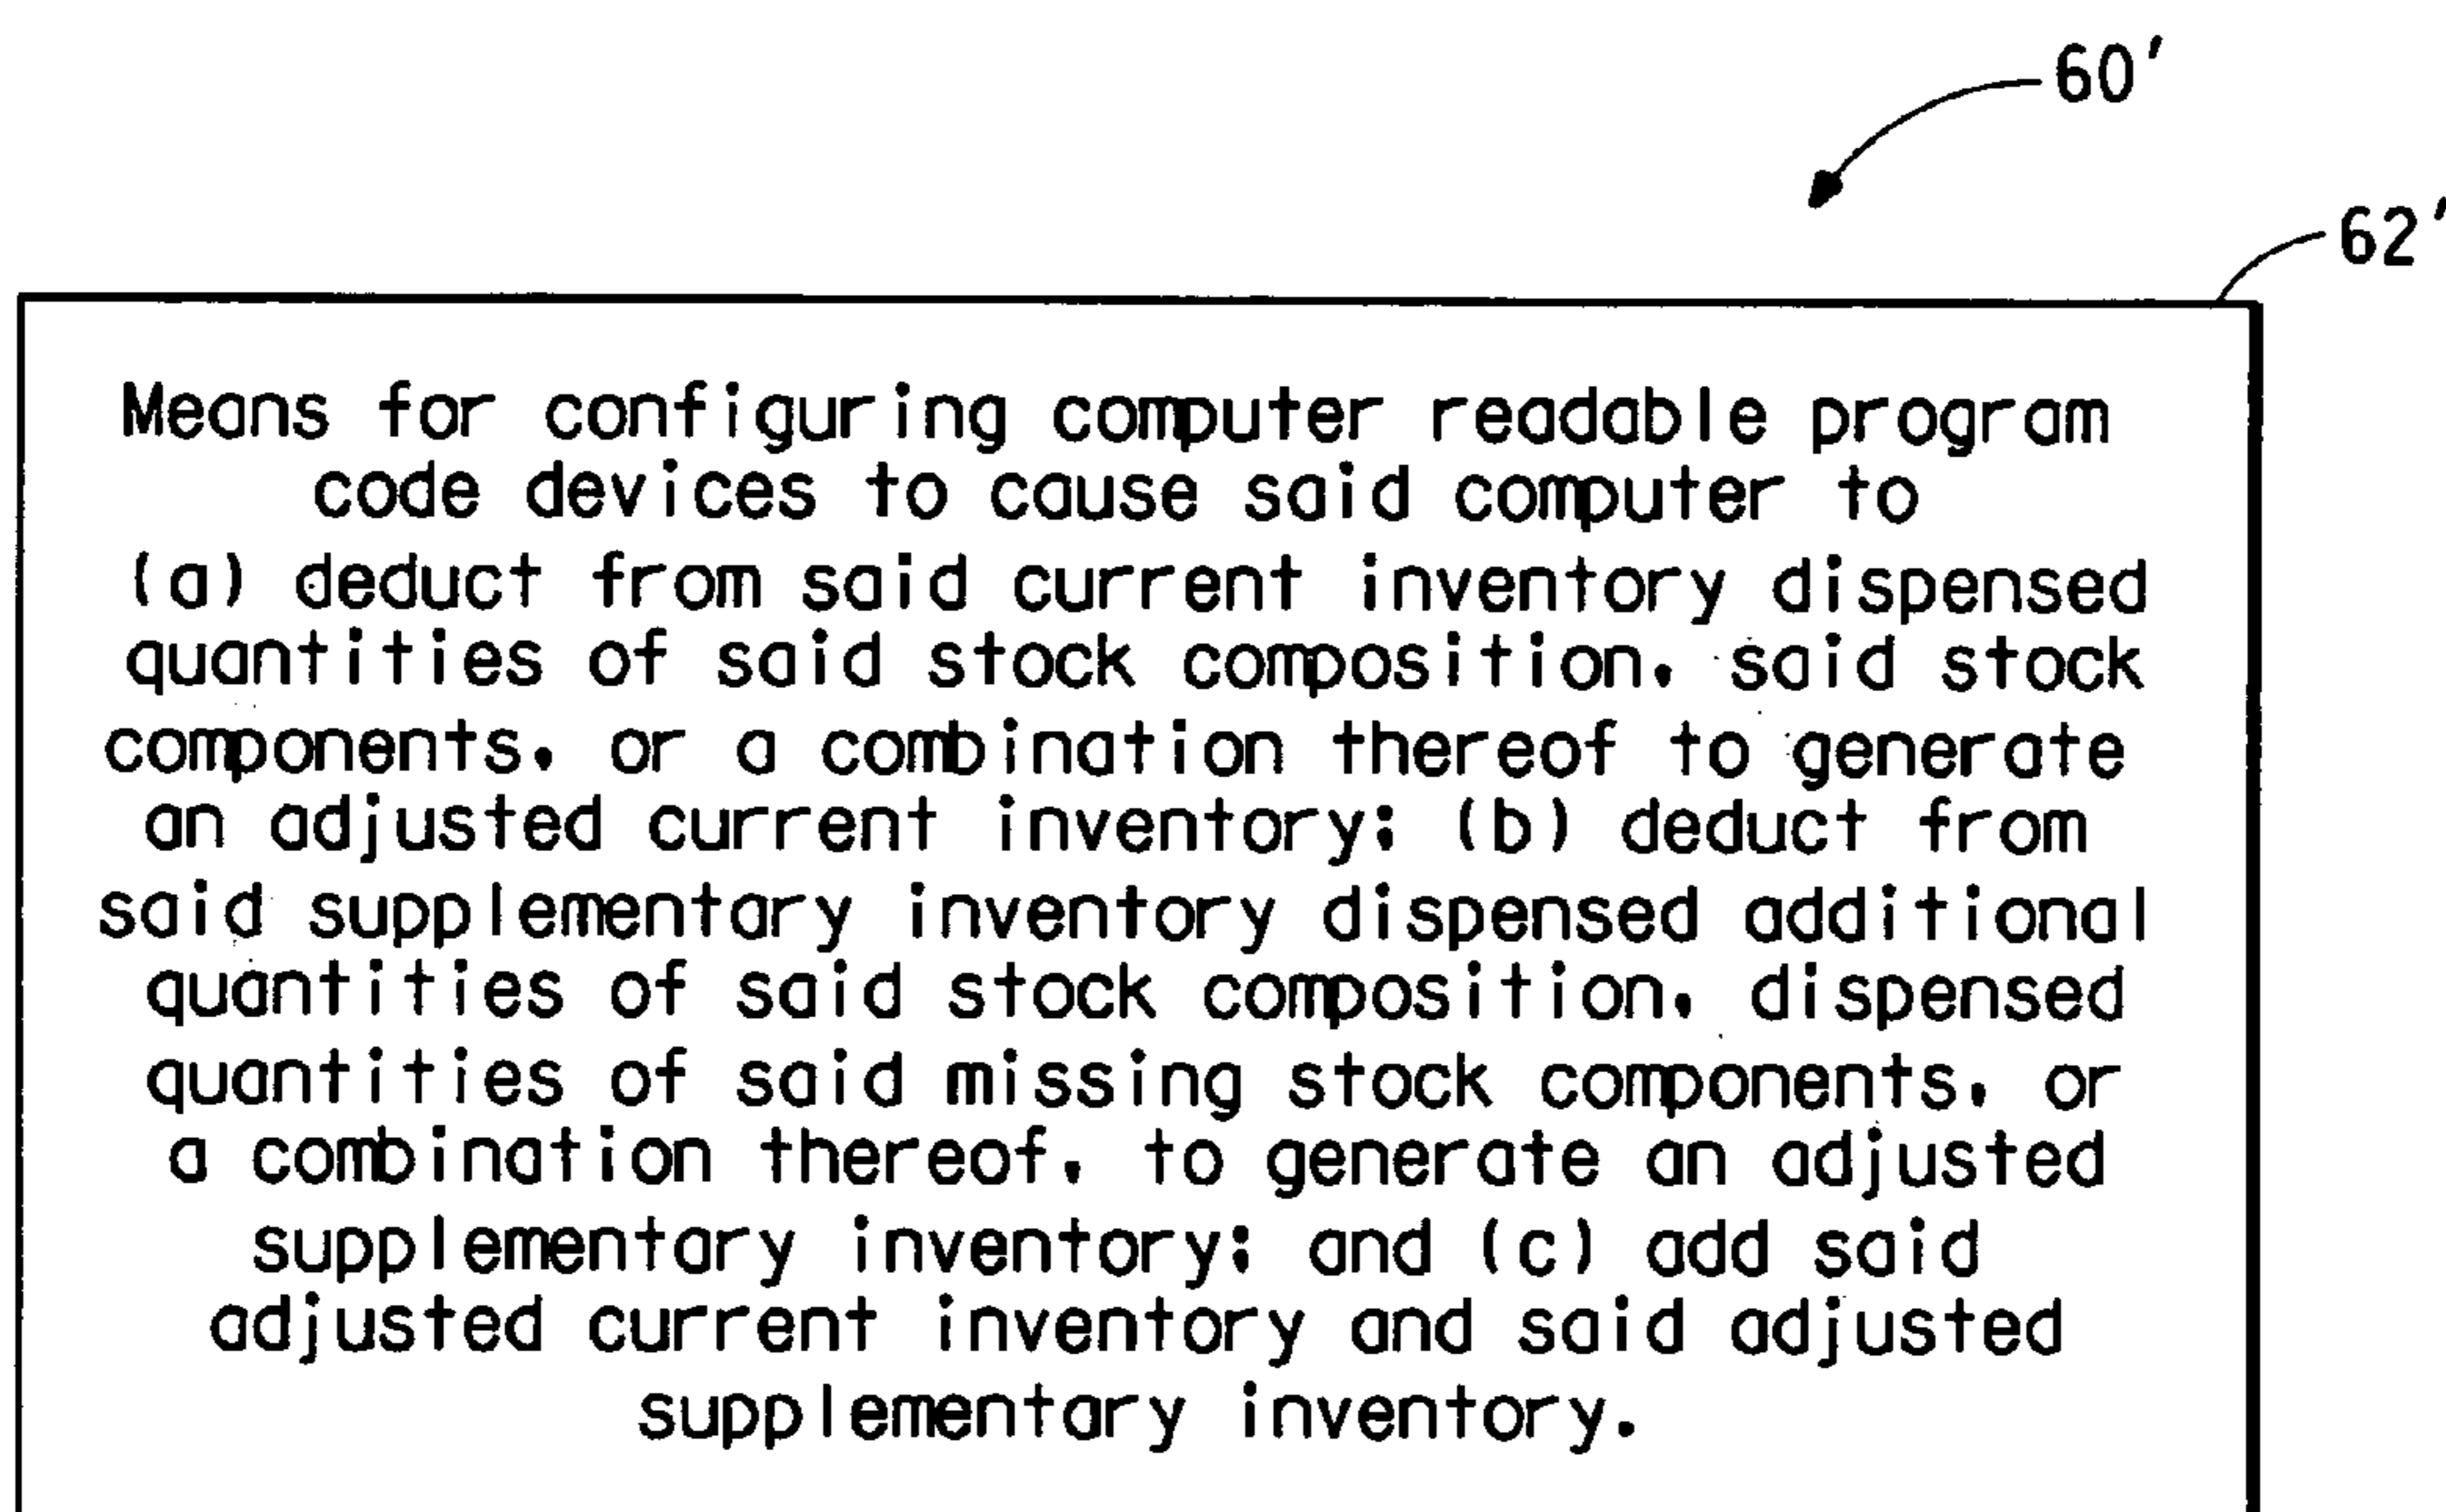 60'
62'
Means for configuring computer readable program
code devices to cause said computer to
(a) deduct from said current inventory dispensed
quantities of said stock composition, said stock
components, or a combination thereof to generate
an adjusted current inventory; (b) deduct from
said supplementary inventory dispensed additional
quantities of said stock composition, dispensed
quantities of said missing stock components, or
a combination thereof, to generate an adjusted
supplementary inventory; and (c) add said
adjusted current inventory and said adjusted
supplementary inventory.